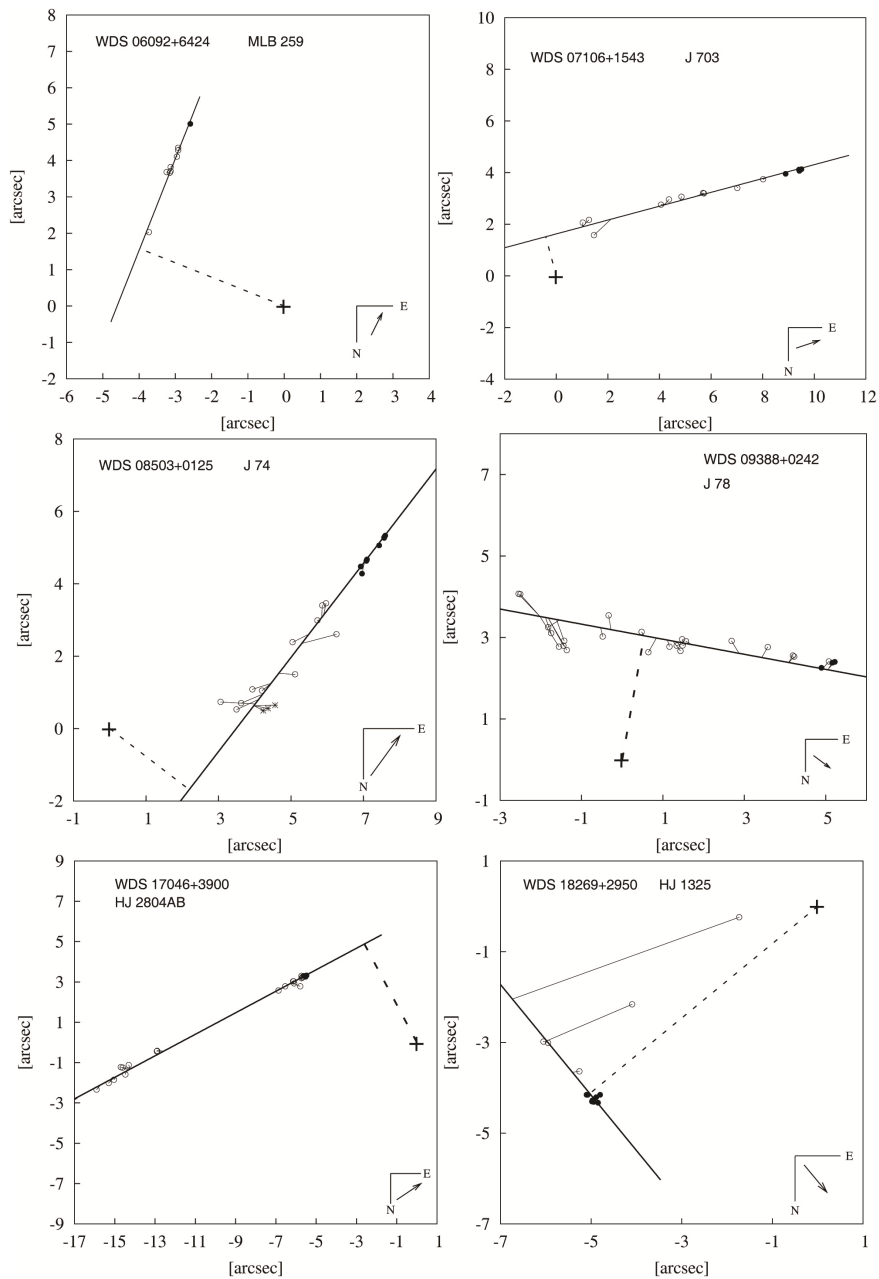 WDS 06092+6424 MLB 259
8
7
6
5
4
3
2
1
0
-1
-2
[arcsec]
E
N
-6 -5 -4 -3 -2 -1 0 1 2 3 4
[arcsec]
WDS 07106+1543 J 703
10
8
6
4
2
0
-2
-4
[arcsec]
E
N
-2 0 2 4 6 8 10 12
[arcsec]
WDS 08503+0125 J 74
8
6
4
2
0
-2
[arcsec]
E
N
-1 1 3 5 7 9
[arcsec]
WDS 09388+0242
J 78
7
5
3
1
-1
[arcsec]
E
N
-3 -1 1 3 5
[arcsec]
WDS 17046+3900
HJ 2804AB
9
7
5
3
1
-1
-3
-5
-7
-9
[arcsec]
E
N
-17 -15 -13 -11 -9 -7 -5 -3 -1 1
[arcsec]
WDS 18269+2950 HJ 1325
1
-1
-3
-5
-7
[arcsec]
E
N
-7 -5 -3 -1 1
[arcsec]